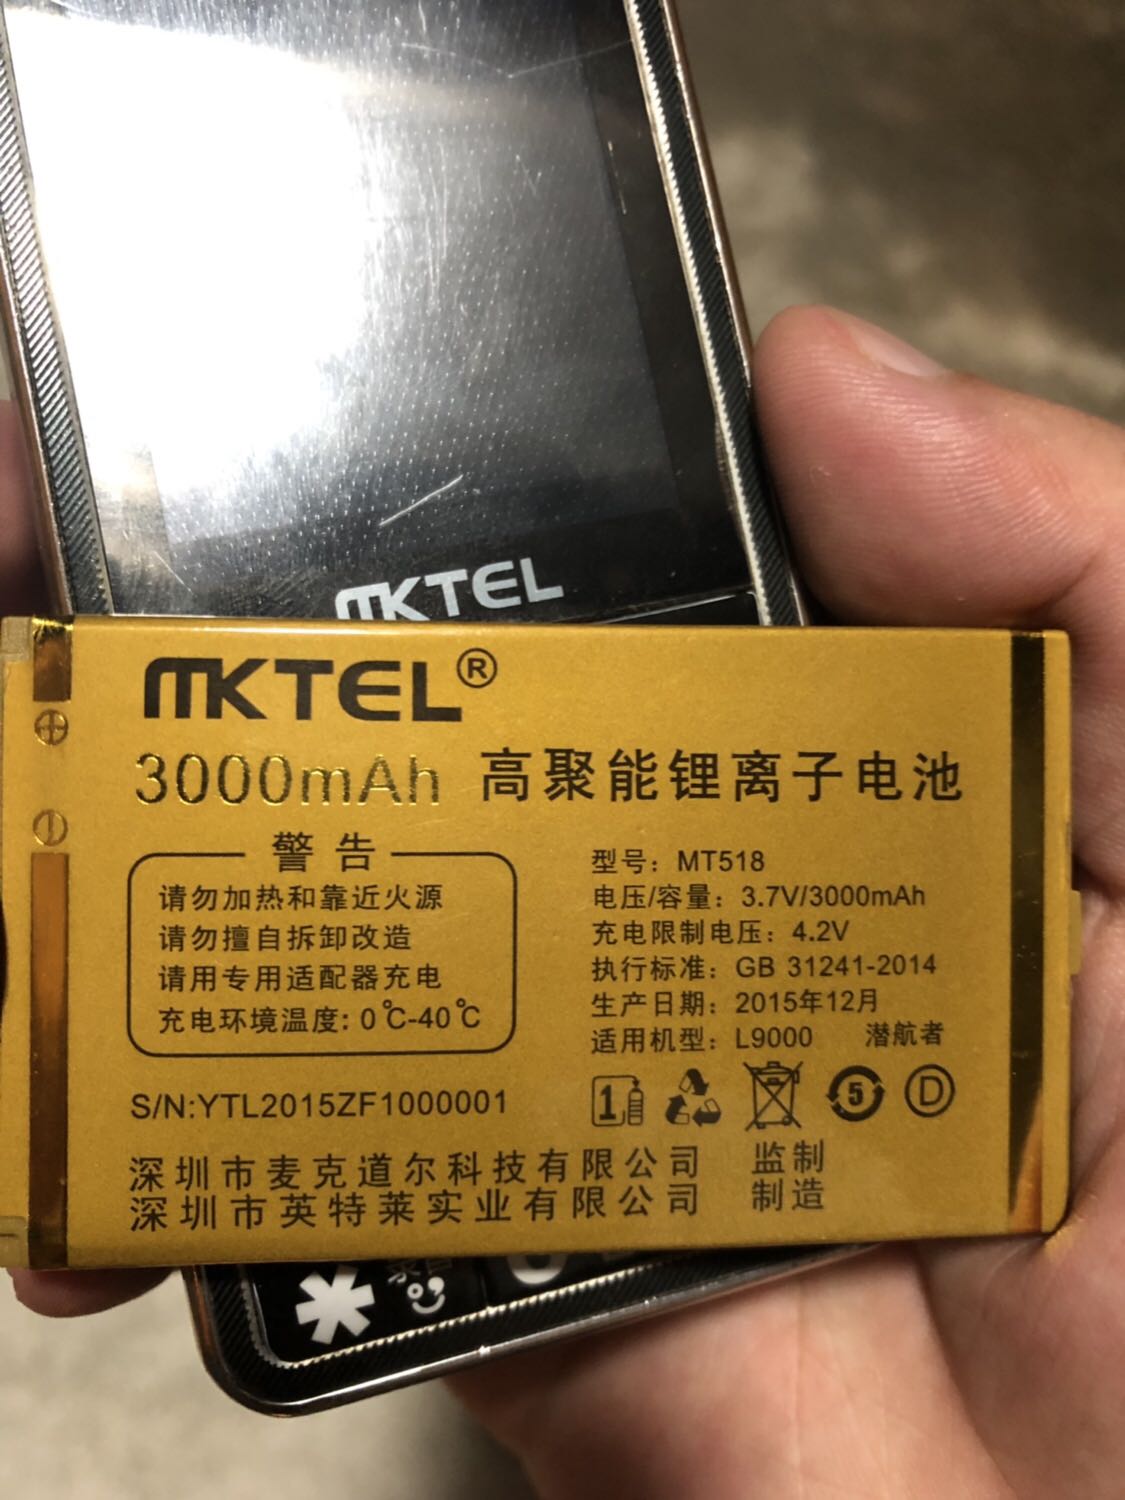 MKTEL
MKTEL®
3000mAh 高聚能锂离子电池
警告
请勿加热和靠近火源
请勿擅自拆卸改造
请用专用适配器充电
充电环境温度: 0℃-40℃
型号: MT518
电压/容量: 3.7V/3000mAh
充电限制电压: 4.2V
执行标准: GB 31241-2014
生产日期: 2015年12月
适用机型: L9000 潜航者
S/N:YTL2015ZF1000001
1
5
D
深圳市麦克道尔科技有限公司 监制
深圳市英特莱实业有限公司 制造
*